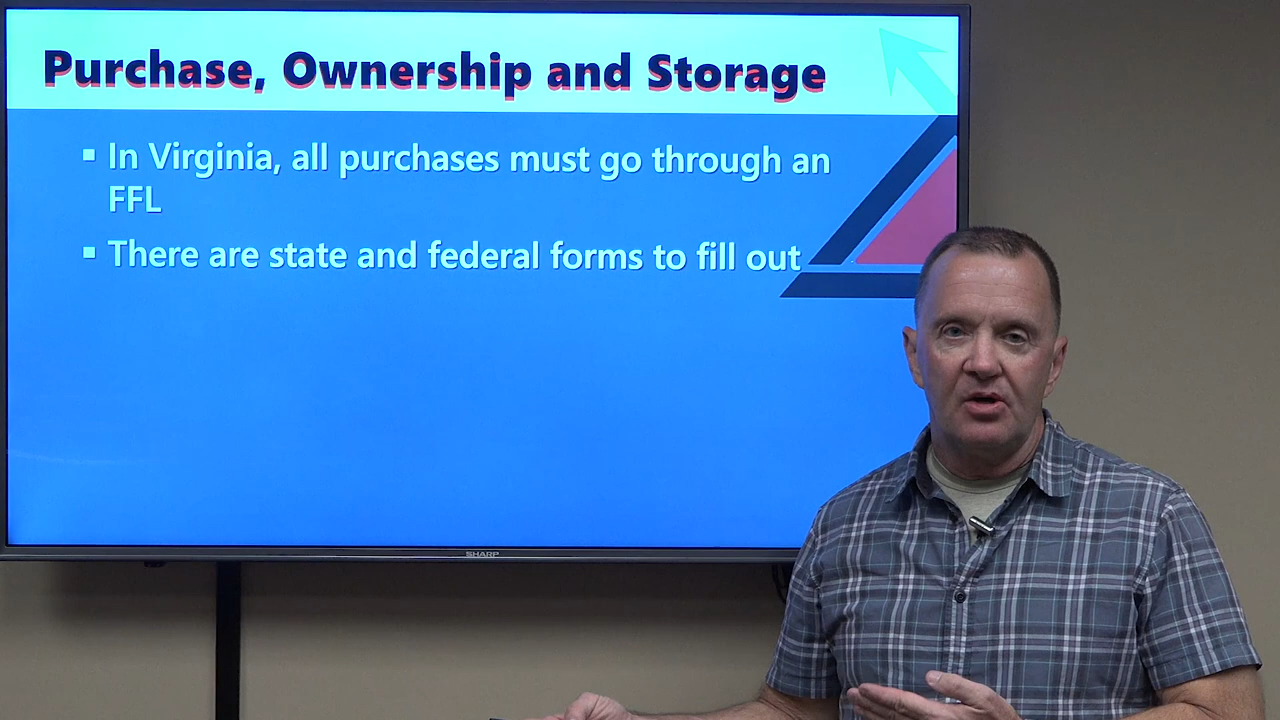 Purchase, Ownership and Storage
▪ In Virginia, all purchases must go through an
FFL
▪ There are state and federal forms to fill out
SHARP